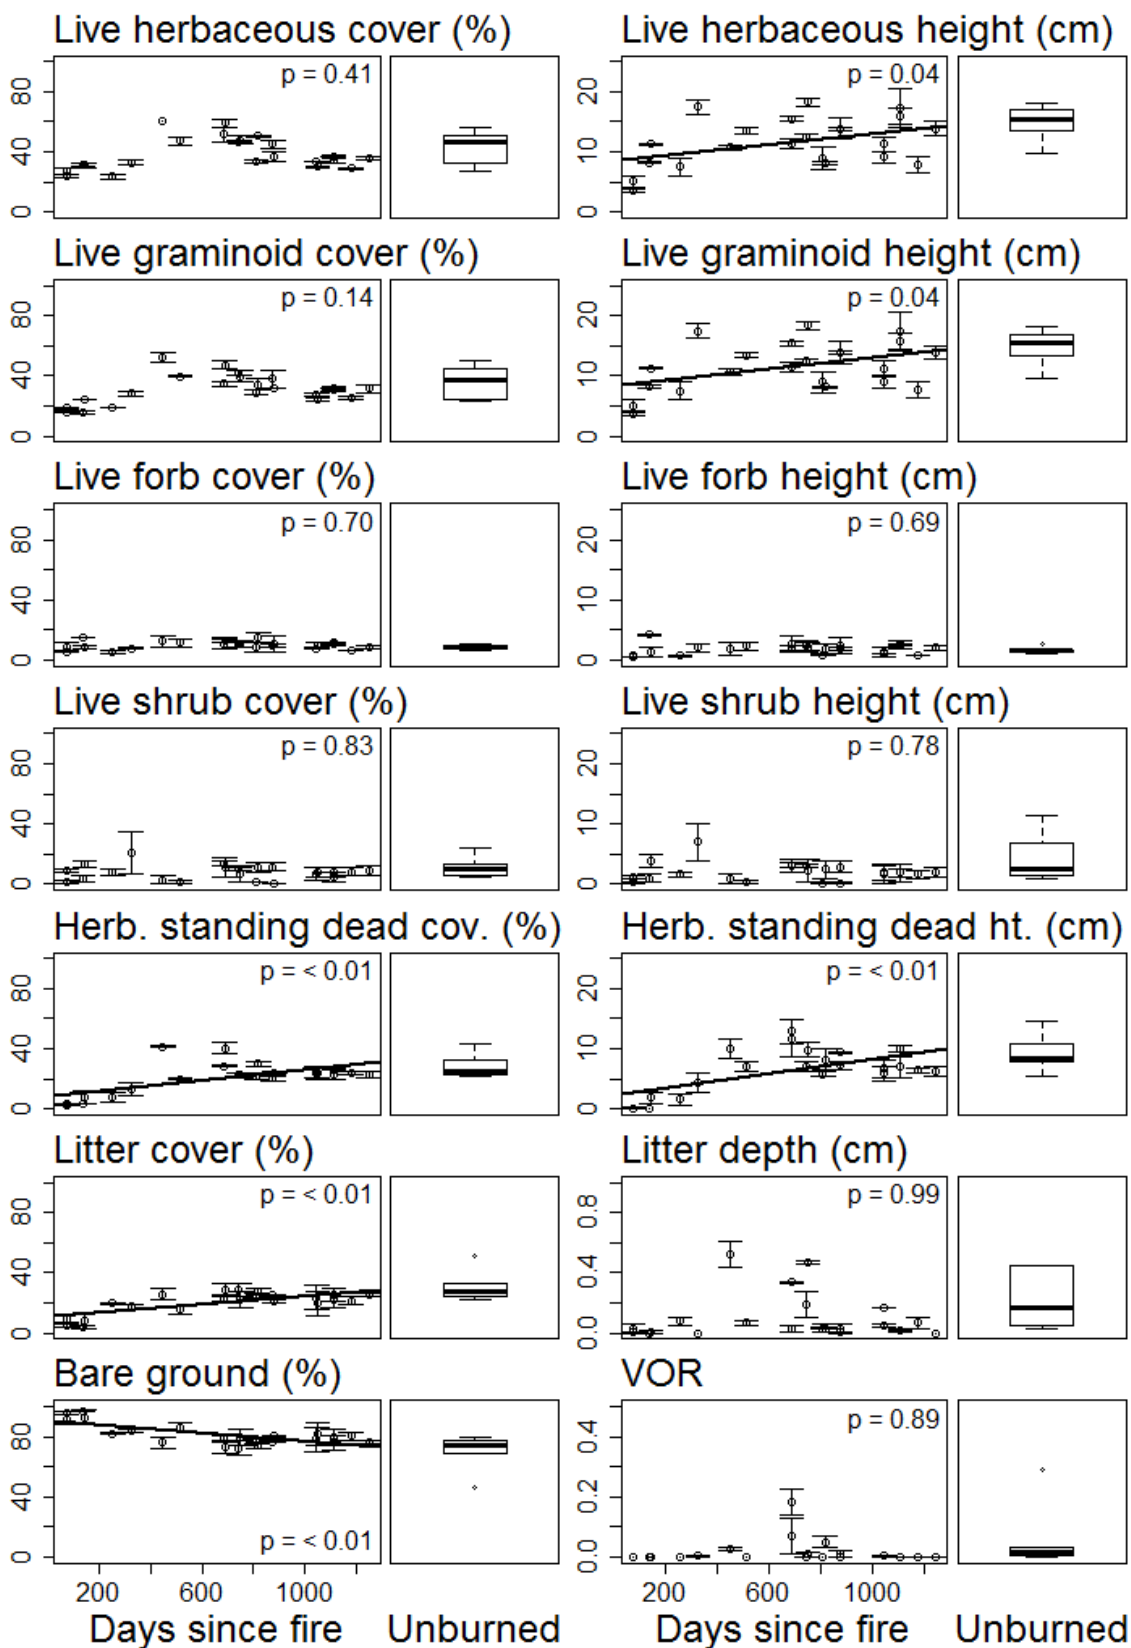 Live herbaceous cover (%) Live herbaceous height (cm)
80 p = 0.41 20 p = 0.04
40 10
0 0
Live graminoid cover (%) Live graminoid height (cm)
80 p = 0.14 20 p = 0.04
40 10
0 0
Live forb cover (%) Live forb height (cm)
80 p = 0.70 20 p = 0.69
40 10
0 0
Live shrub cover (%) Live shrub height (cm)
80 p = 0.83 20 p = 0.78
40 10
0 0
Herb. standing dead cov. (%) Herb. standing dead ht. (cm)
80 p = < 0.01 20 p = < 0.01
40 10
0 0
Litter cover (%) Litter depth (cm)
80 p = < 0.01 0.8 p = 0.99
40 0.4
0 0.0
Bare ground (%) VOR
80 0.4 p = 0.89
40 0.2
0 p = < 0.01 0.0
200 600 1000 200 600 1000
Days since fire Unburned Days since fire Unburned